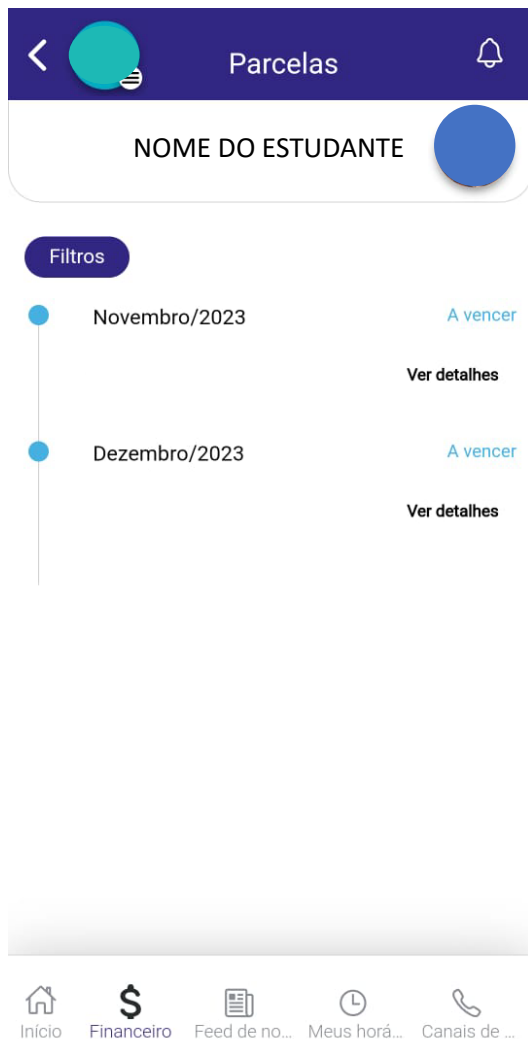 Parcelas
NOME DO ESTUDANTE
Filtros
Novembro/2023 A vencer
Ver detalhes
Dezembro/2023 A vencer
Ver detalhes
Início Financeiro Feed de no... Meus horá... Canais de ...